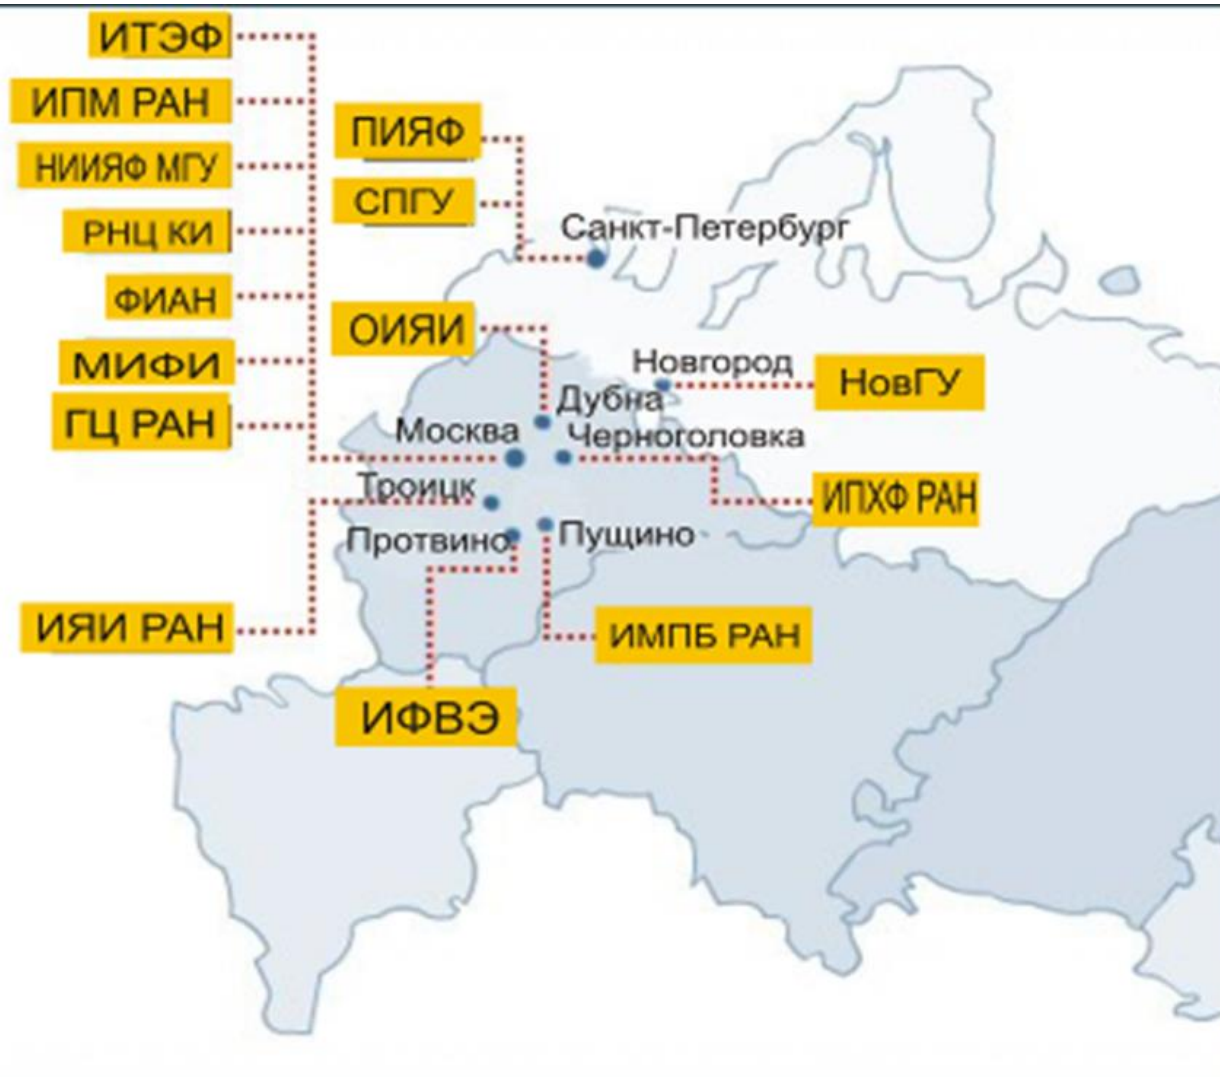 ИТЭФ
ИПМ РАН
НИИЯФ МГУ
РНЦ КИ
ФИАН
МИФИ
ГЦ РАН
ПИЯФ
СПГУ
Санкт-Петербург
ОИЯИ
Новгород
НовГУ
Дубна
Москва
Черноголовка
Троицк
ИПХФ РАН
Протвино
Пущино
ИЯИ РАН
ИМПБ РАН
ИФВЭ